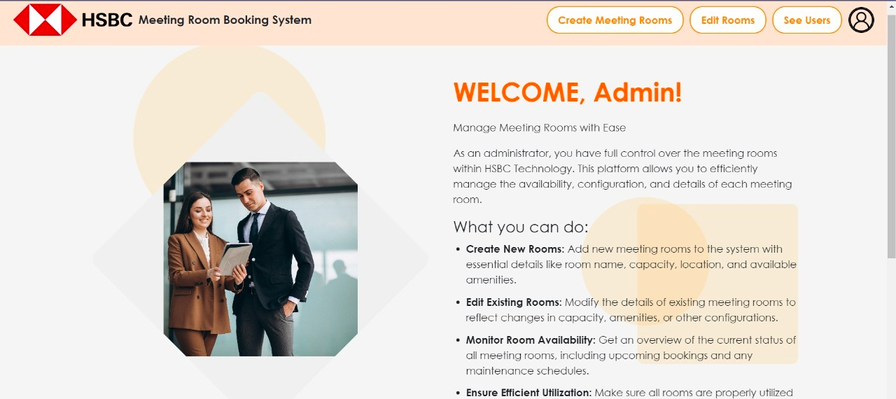 HSBC Meeting Room Booking System
Create Meeting Rooms
Edit Rooms
See Users
WELCOME, Admin!
Manage Meeting Rooms with Ease
As an administrator, you have full control over the meeting rooms
within HSBC Technology. This platform allows you to efficiently
manage the availability, configuration, and details of each meeting
room.
What you can do:
• Create New Rooms: Add new meeting rooms to the system with
essential details like room name, capacity, location, and available
amenities.
• Edit Existing Rooms: Modify the details of existing meeting rooms to
reflect changes in capacity, amenities, or other configurations.
• Monitor Room Availability: Get an overview of the current status of
all meeting rooms, including upcoming bookings and any
maintenance schedules.
• Ensure Efficient Utilization: Make sure all rooms are properly utilized